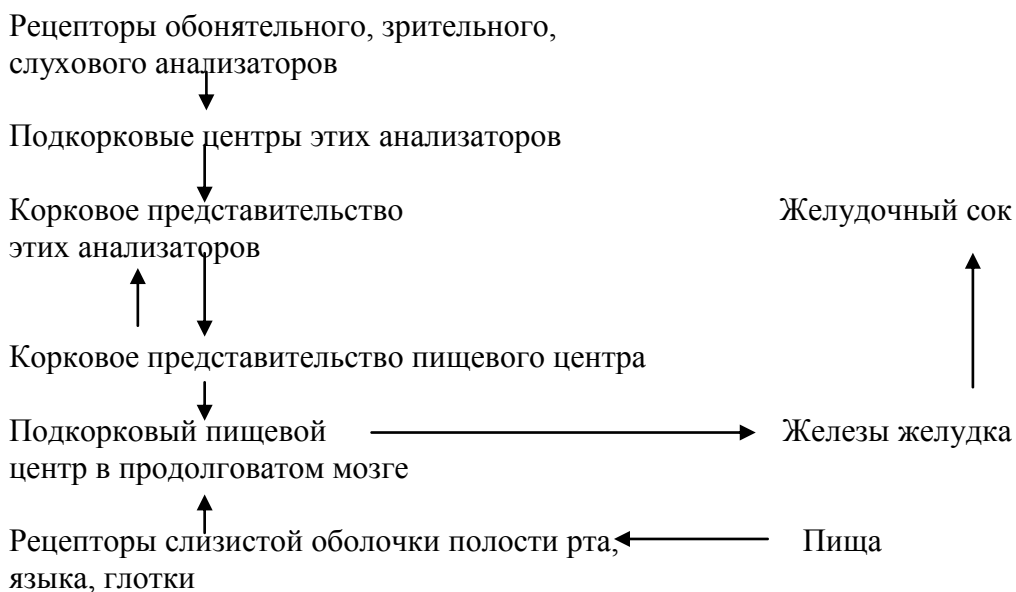 Рецепторы обонятельного, зрительного,
слухового анализаторов
Подкорковые центры этих анализаторов
Корковое представительство
этих анализаторов
Желудочный сок
Корковое представительство пищевого центра
Подкорковый пищевой
центр в продолговатом мозге
Железы желудка
Рецепторы слизистой оболочки полости рта,
языка, глотки
Пища